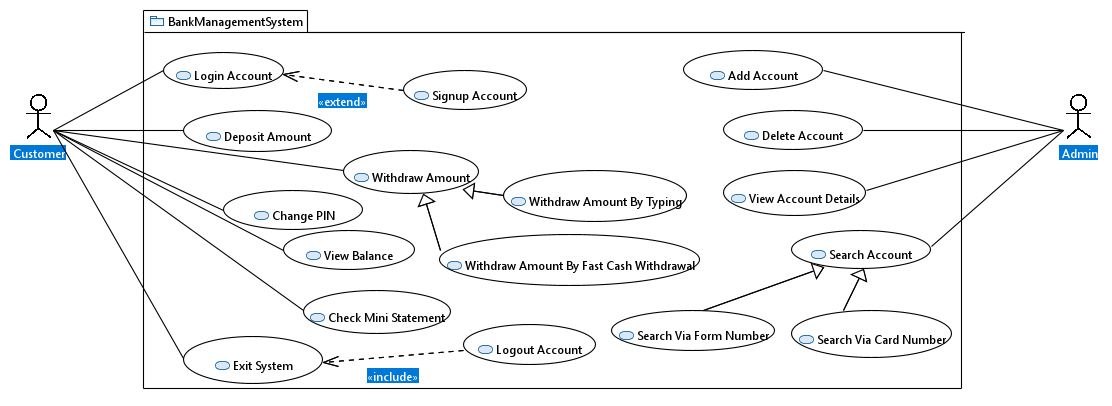 BankManagementSystem
Login Account
Add Account
Signup Account
«extend»
Deposit Amount
Delete Account
Customer
Admin
Withdraw Amount
Withdraw Amount By Typing
View Account Details
Change PIN
View Balance
Search Account
Withdraw Amount By Fast Cash Withdrawal
Check Mini Statement
Search Via Form Number
Search Via Card Number
Logout Account
Exit System
«include»